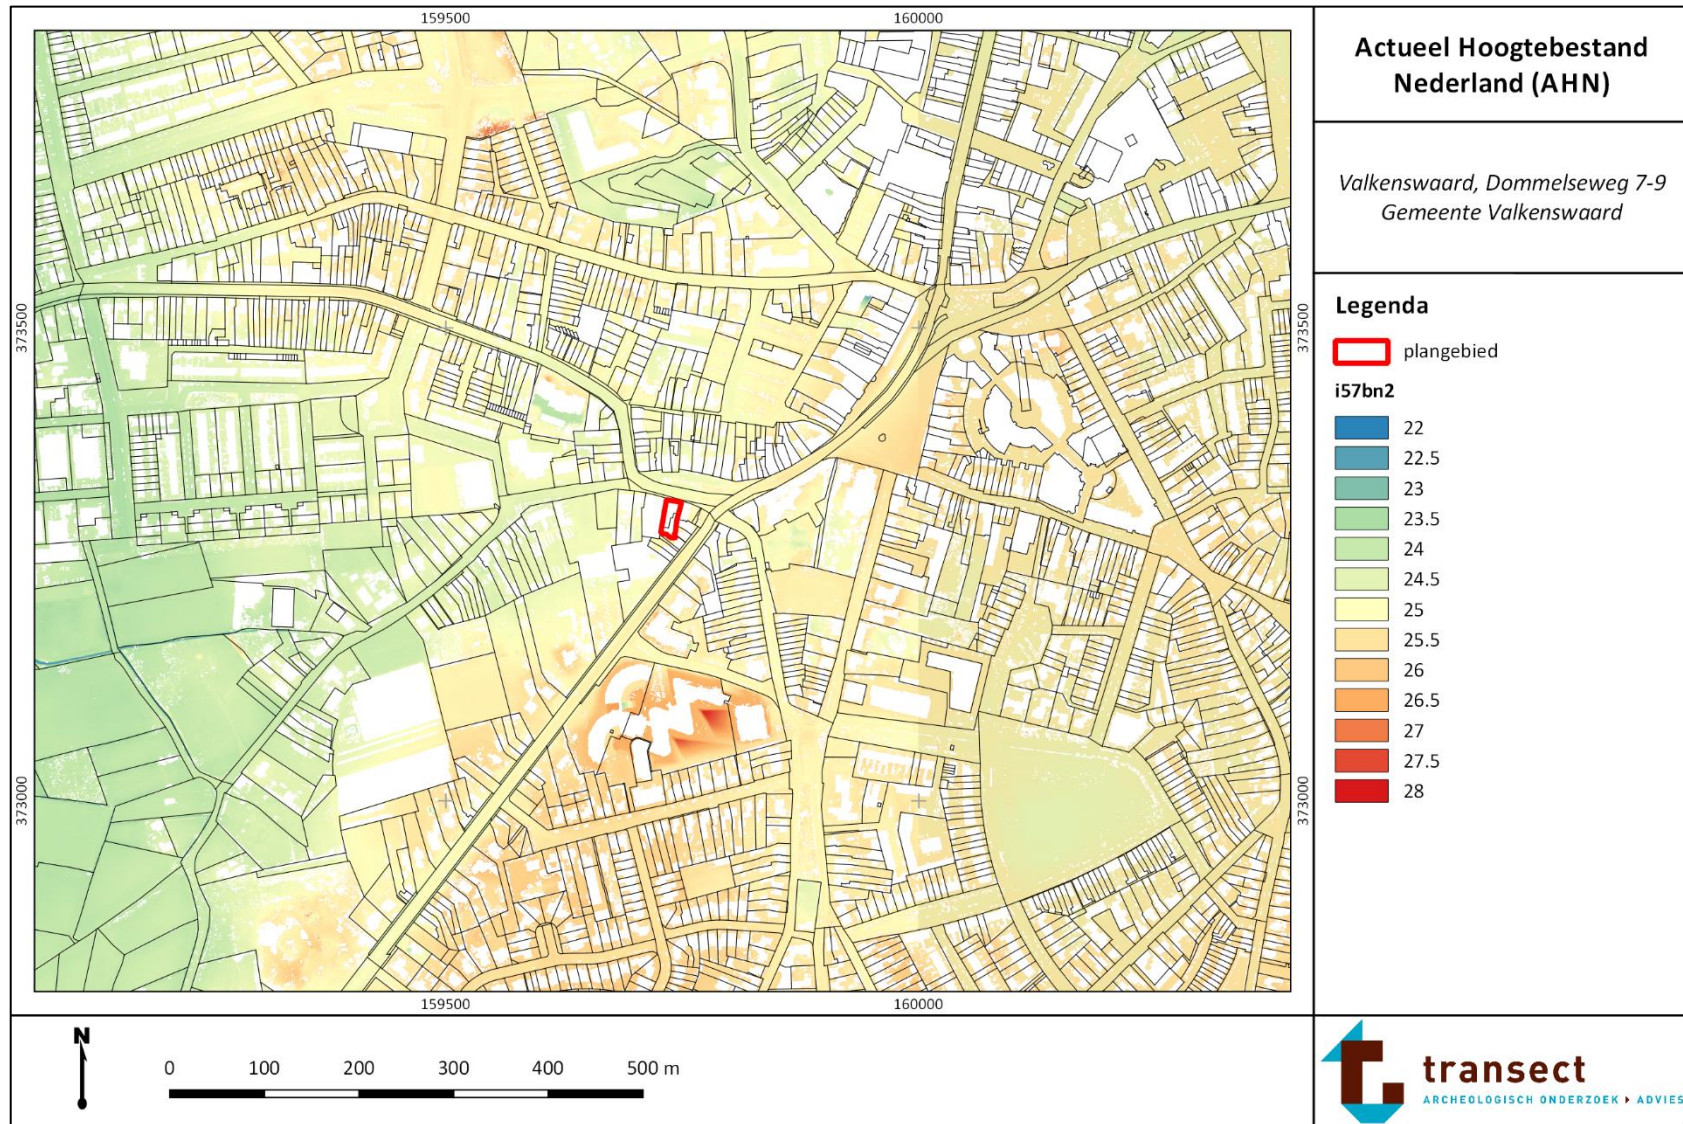 159500
160000
373500
373500
373000
373000
159500
160000
Actueel Hoogtebestand
Nederland (AHN)
Valkenswaard, Dommelseweg 7-9
Gemeente Valkenswaard
Legenda
plangebied
i57bn2
22
22.5
23
23.5
24
24.5
25
25.5
26
26.5
27
27.5
28
N
0 100 200 300 400 500 m
transect
ARCHEOLOGISCH ONDERZOEK ▸ ADVIES